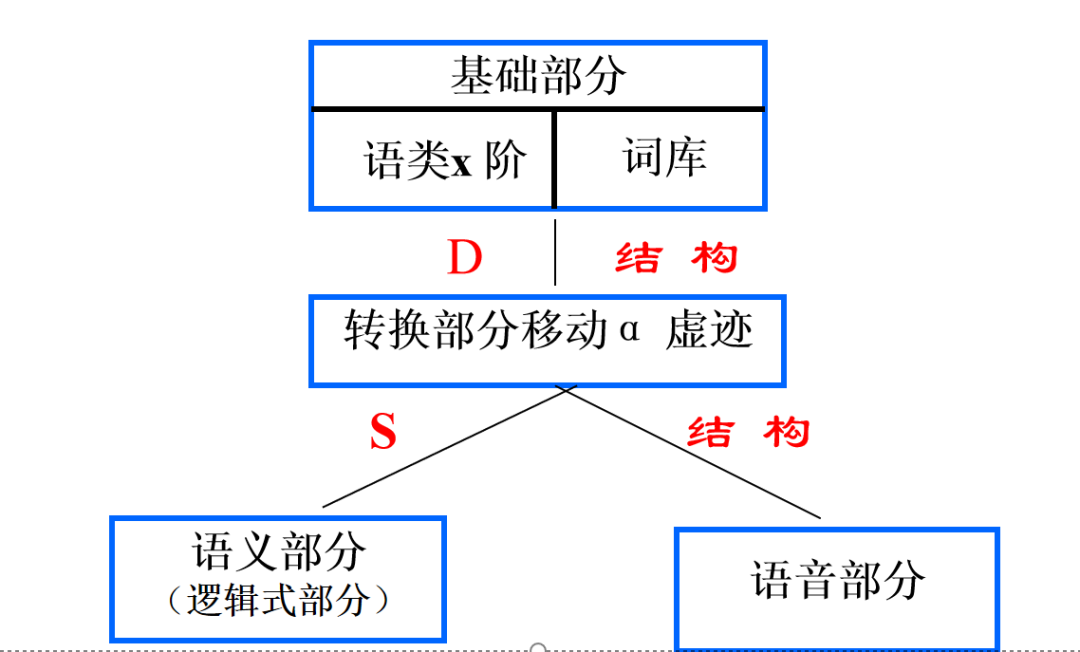 基础部分
语类x 阶 词库
D 结 构
转换部分移动α 虚迹
S 结 构
语义部分
（逻辑式部分）
语音部分